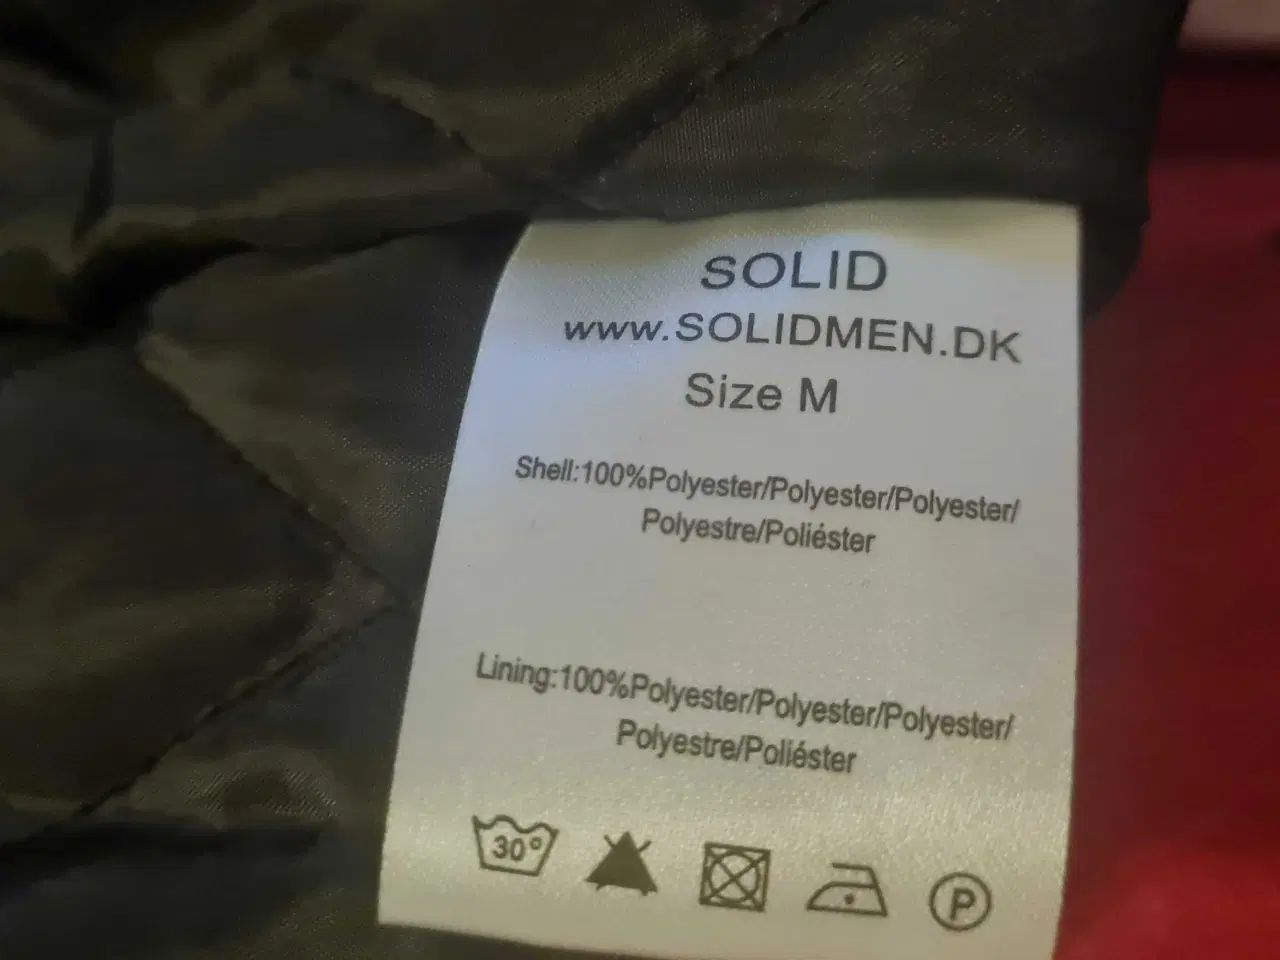 SOLID
www.SOLIDMEN.DK
Size M
Shell:100%Polyester/Polyester/Polyester/
Polyestre/Poliéster
Lining:100%Polyester/Polyester/Polyester/
Polyestre/Poliéster
30° P